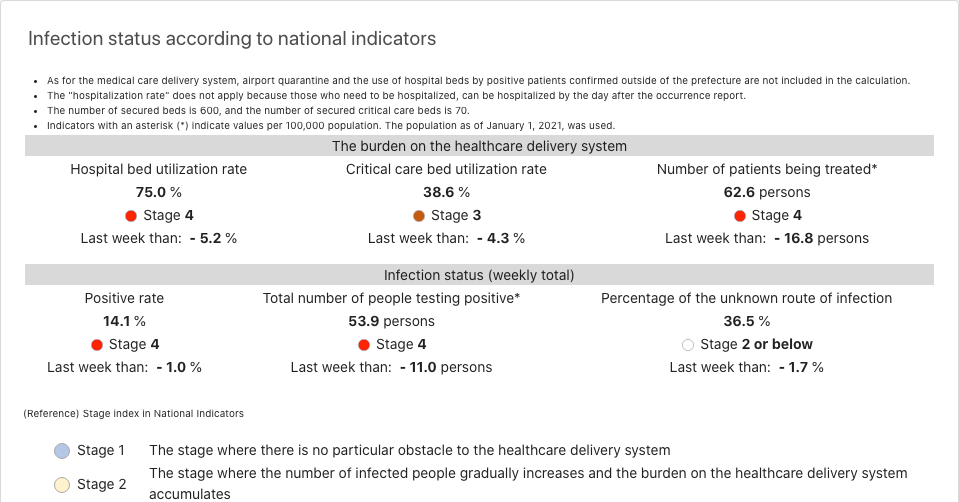 Infection status according to national indicators
• As for the medical care delivery system, airport quarantine and the use of hospital beds by positive patients confirmed outside of the prefecture are not included in the calculation.
• The "hospitalization rate" does not apply because those who need to be hospitalized, can be hospitalized by the day after the occurrence report.
• The number of secured beds is 600, and the number of secured critical care beds is 70.
• Indicators with an asterisk (*) indicate values per 100,000 population. The population as of January 1, 2021, was used.
The burden on the healthcare delivery system
Hospital bed utilization rate Critical care bed utilization rate Number of patients being treated*
75.0 % 38.6 % 62.6 persons
Stage 4 Stage 3 Stage 4
Last week than: - 5.2 % Last week than: - 4.3 % Last week than: - 16.8 persons
Infection status (weekly total)
Positive rate Total number of people testing positive* Percentage of the unknown route of infection
14.1 % 53.9 persons 36.5 %
Stage 4 Stage 4 Stage 2 or below
Last week than: - 1.0 % Last week than: - 11.0 persons Last week than: - 1.7 %
(Reference) Stage index in National Indicators
Stage 1 The stage where there is no particular obstacle to the healthcare delivery system
Stage 2 The stage where the number of infected people gradually increases and the burden on the healthcare delivery system
accumulates